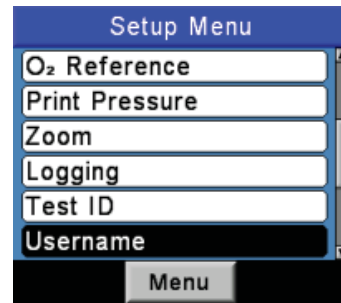 Setup Menu
O₂ Reference
Print Pressure
Zoom
Logging
Test ID
Username
Menu